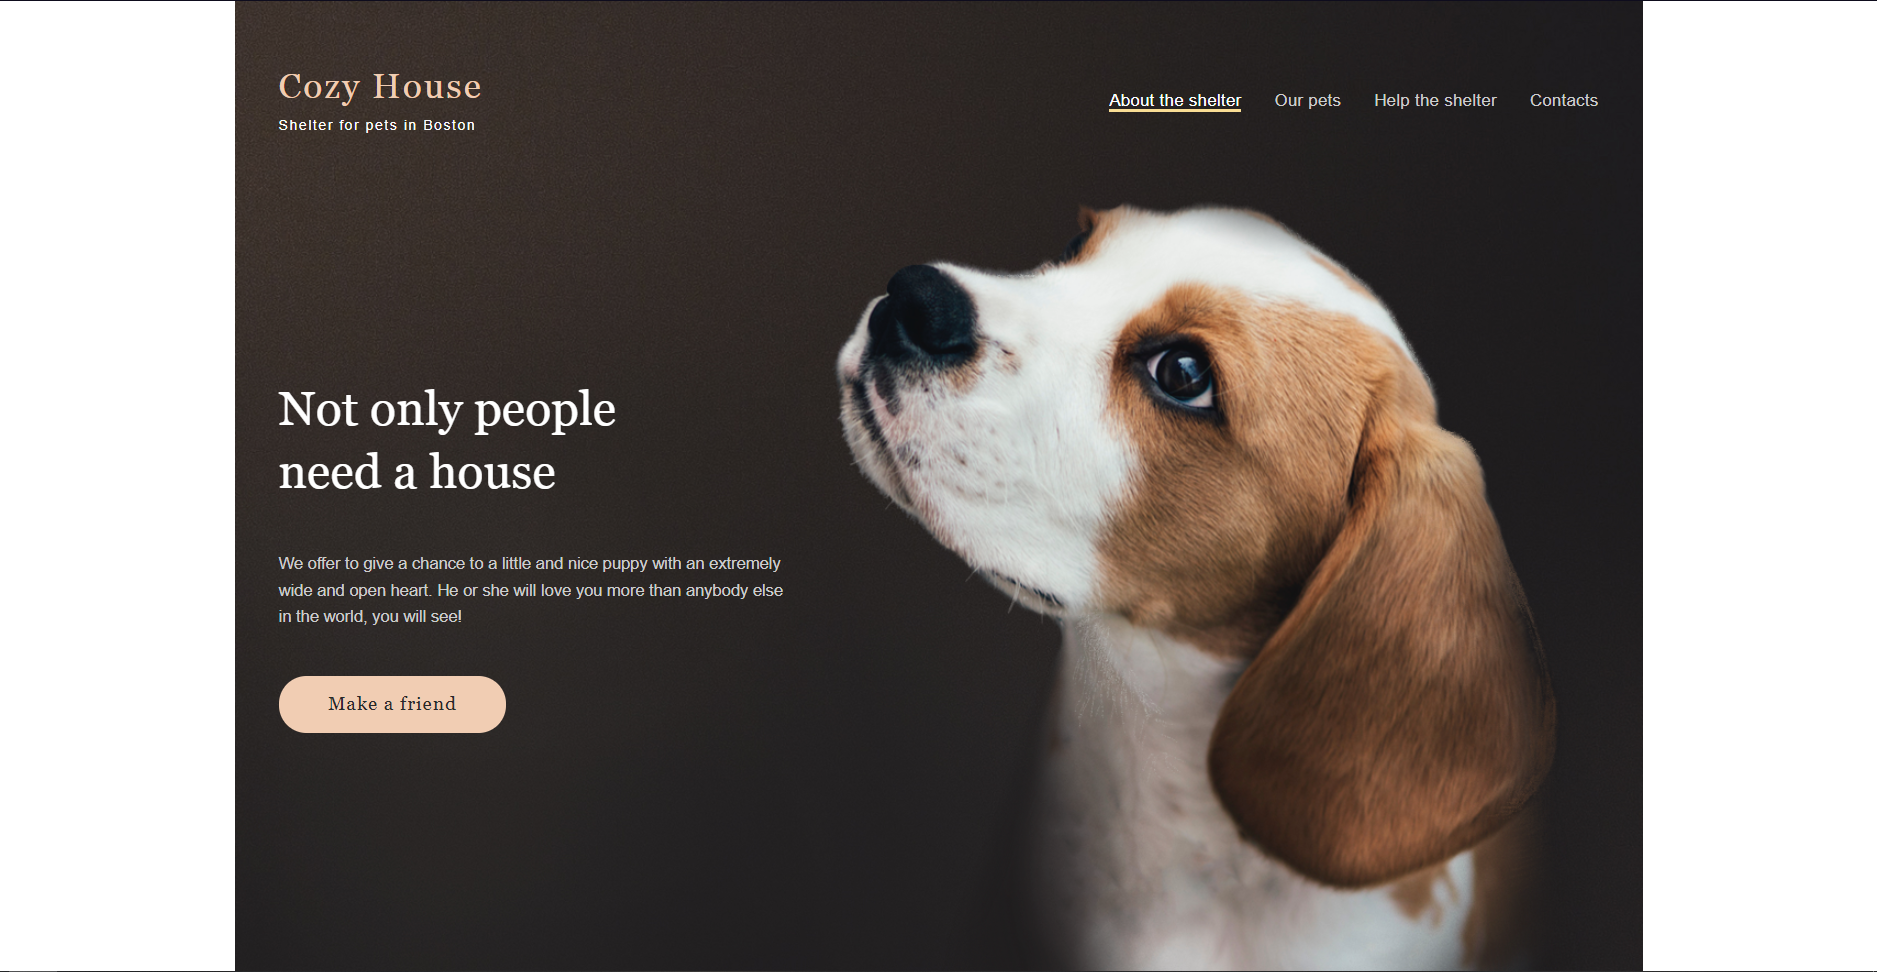 Cozy House
Shelter for pets in Boston
About the shelter Our pets Help the shelter Contacts
Not only people
need a house
We offer to give a chance to a little and nice puppy with an extremely
wide and open heart. He or she will love you more than anybody else
in the world, you will see!
Make a friend